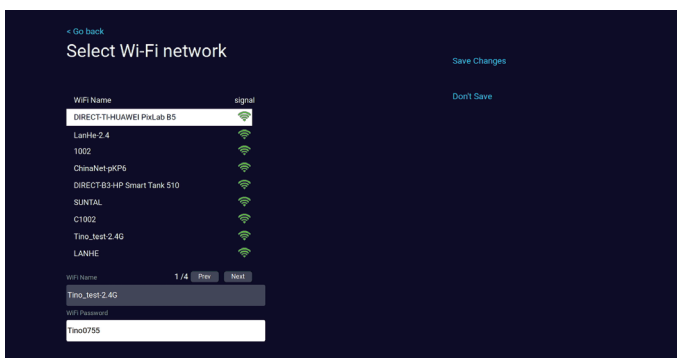 < Go back
Select Wi-Fi network
Save Changes
Don't Save
WiFi Name signal
DIRECT-TI-HUAWEI PixLab B5
LanHe-2.4
1002
ChinaNet-pKP6
DIRECT-B3-HP Smart Tank 510
SUNTAL
C1002
Tino_test-2.4G
LANHE
WiFi Name 1 /4 Prev Next
Tino_test-2.4G
WiFi Password
Tino0755